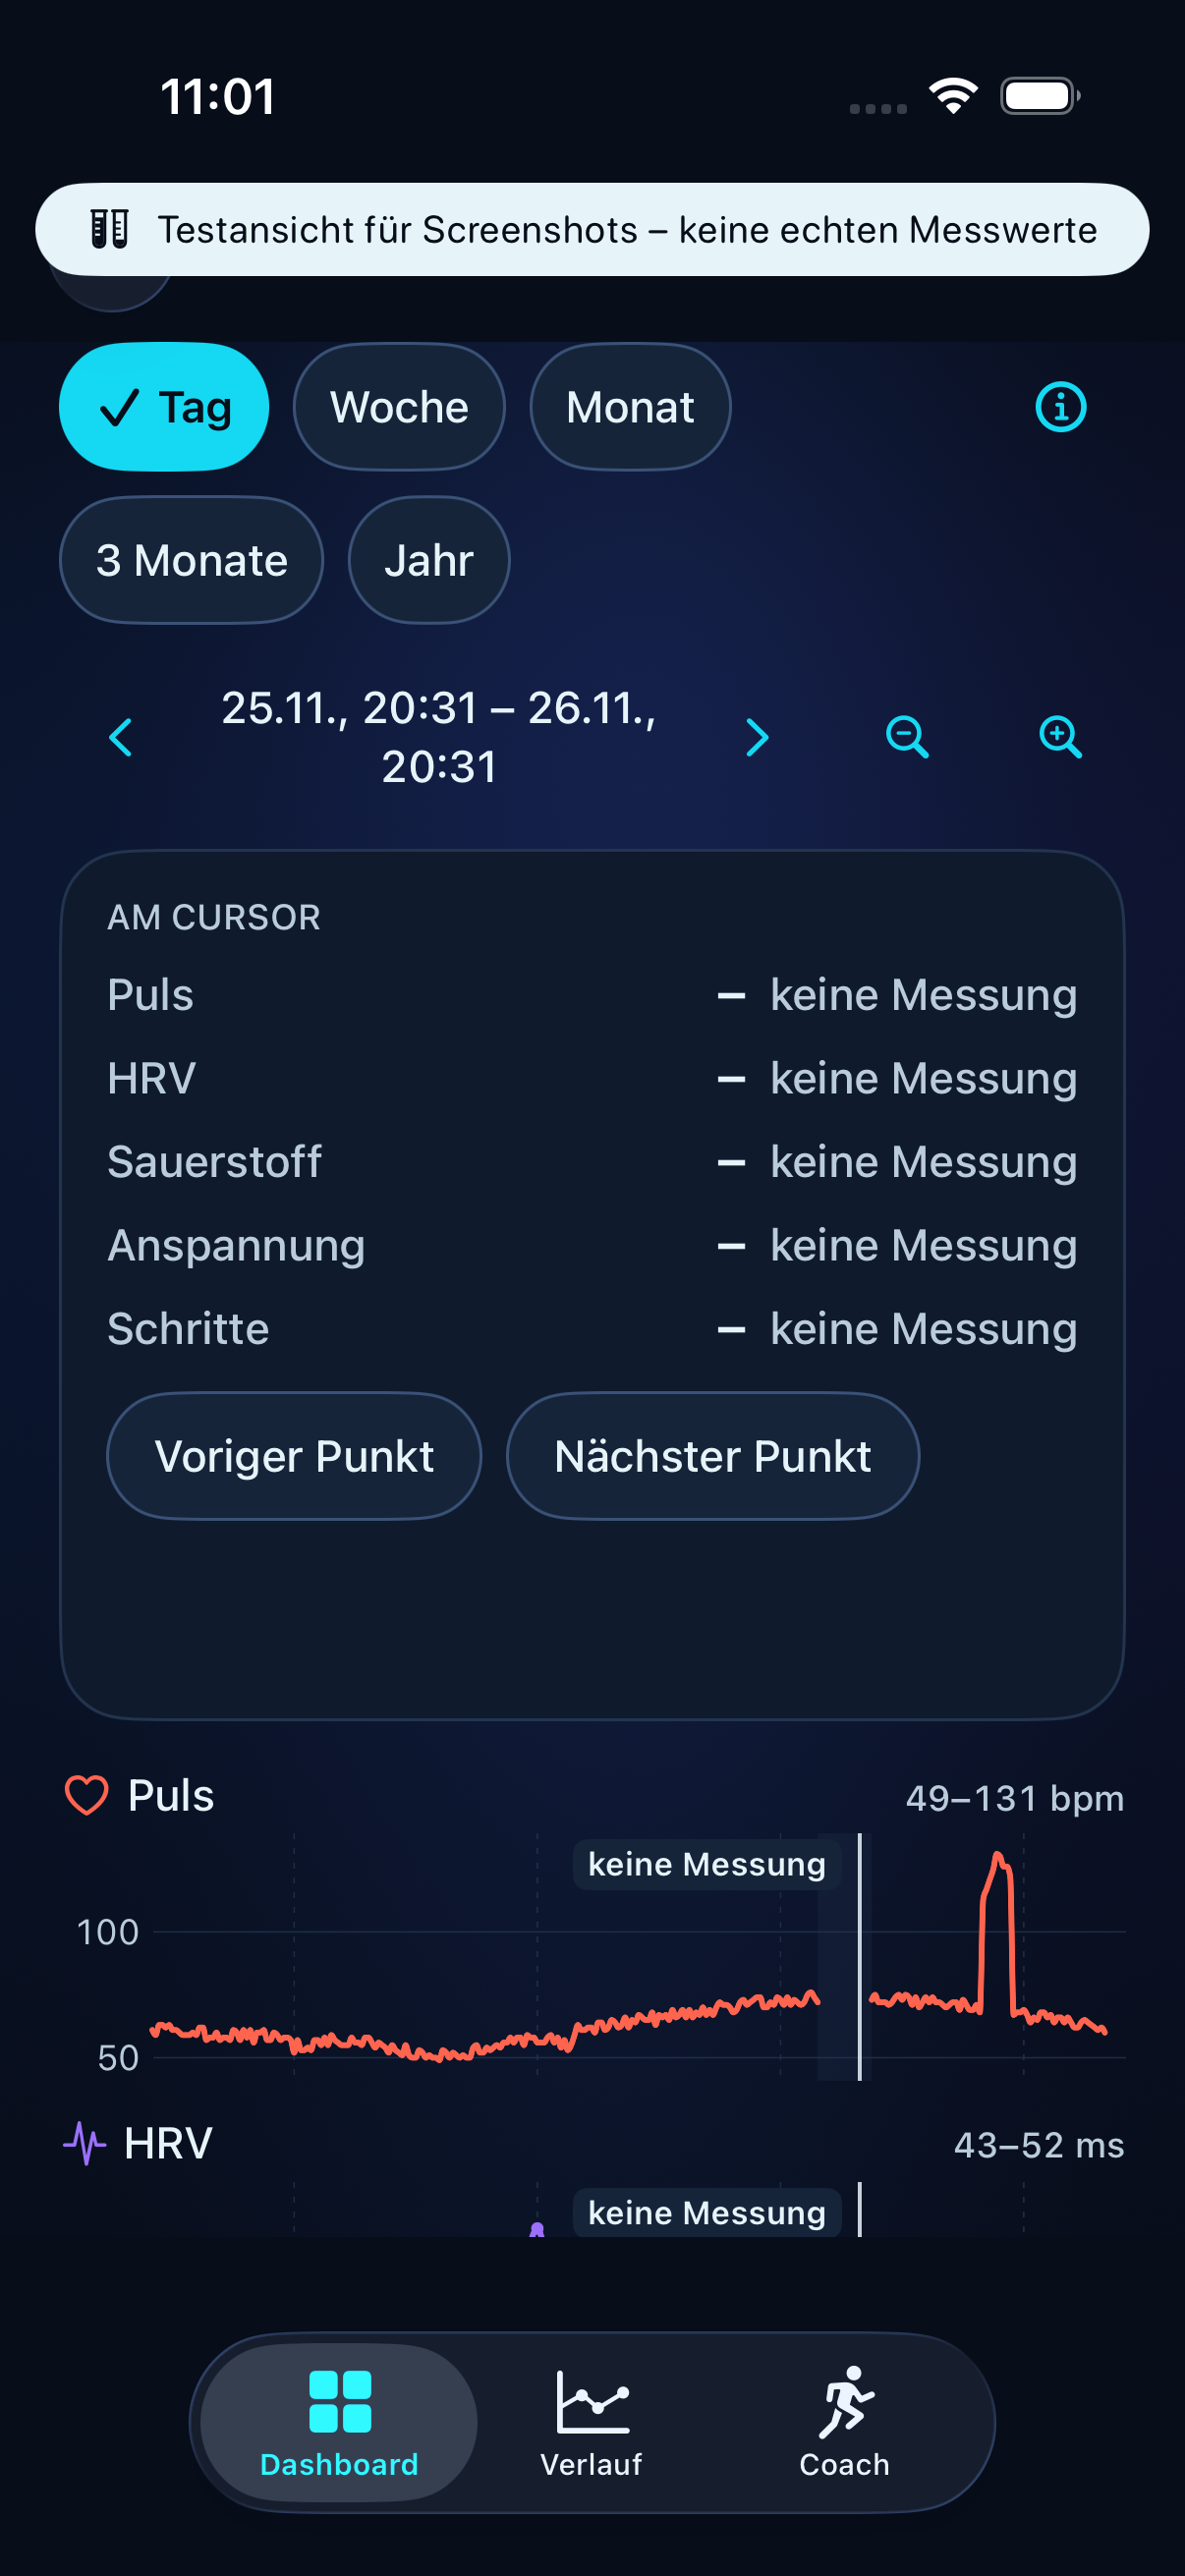 11:01
Testansicht für Screenshots – keine echten Messwerte
Tag
Woche
Monat
3 Monate
Jahr
25.11., 20:31 – 26.11.,
20:31
AM CURSOR
Puls – keine Messung
HRV – keine Messung
Sauerstoff – keine Messung
Anspannung – keine Messung
Schritte – keine Messung
Voriger Punkt
Nächster Punkt
Puls
49–131 bpm
keine Messung
100
50
HRV
43–52 ms
keine Messung
Dashboard
Verlauf
Coach